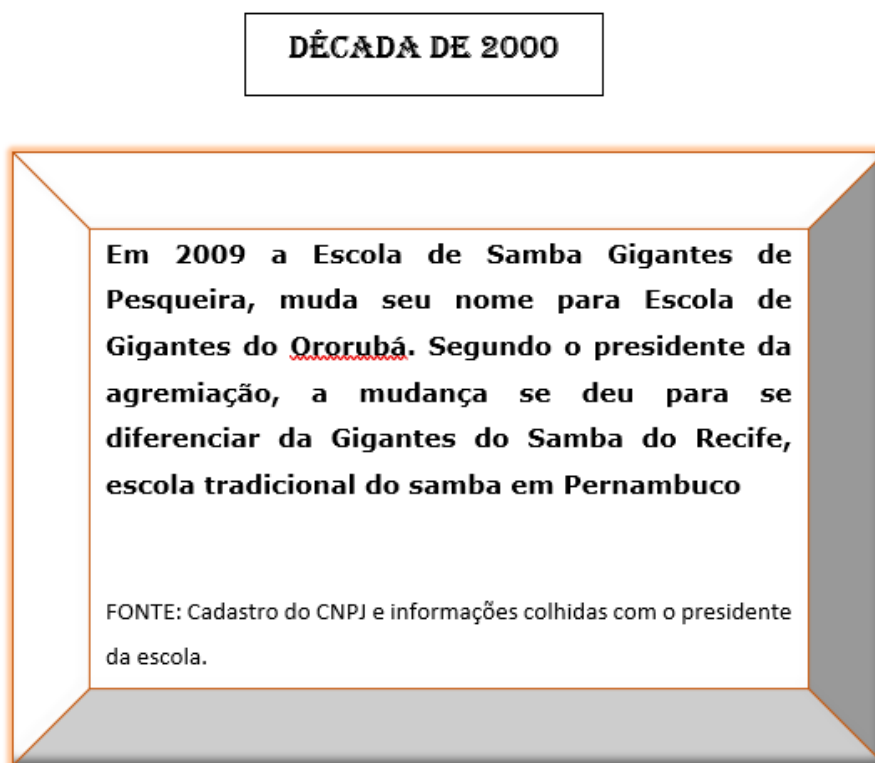 DÉCADA DE 2000
Em 2009 a Escola de Samba Gigantes de
Pesqueira, muda seu nome para Escola de
Gigantes do Ororubá. Segundo o presidente da
agremiação, a mudança se deu para se
diferenciar da Gigantes do Samba do Recife,
escola tradicional do samba em Pernambuco
FONTE: Cadastro do CNPJ e informações colhidas com o presidente
da escola.